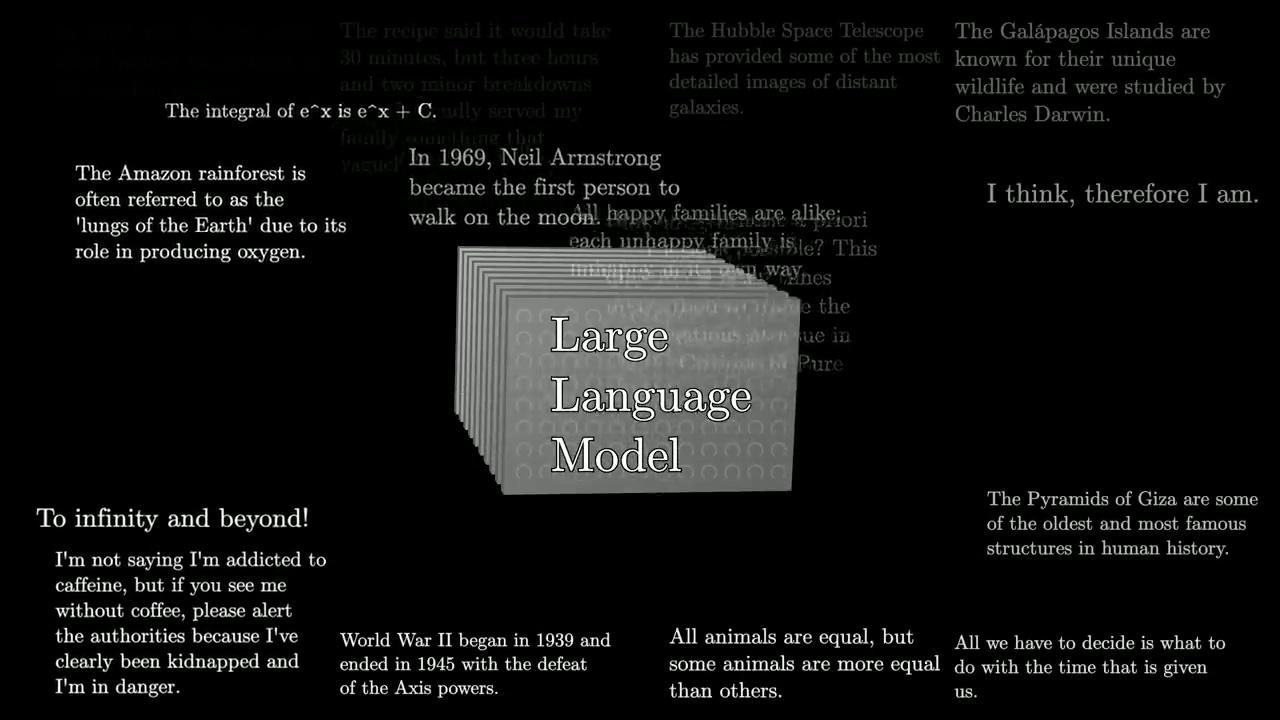 The recipe said it would take
30 minutes, but three hours
and two minor breakdowns
served my
family something that
The Hubble Space Telescope
has provided some of the most
detailed images of distant
galaxies.
The Galápagos Islands are
known for their unique
wildlife and were studied by
Charles Darwin.
The integral of e^x is e^x + C.
The Amazon rainforest is
often referred to as the
'lungs of the Earth' due to its
role in producing oxygen.
In 1969, Neil Armstrong
became the first person to
walk on the moon.
I think, therefore I am.
All happy families are alike;
each unhappy family is
unhappy in its own way.
a priori
This
the
in
Pure
Large
Language
Model
To infinity and beyond!
I'm not saying I'm addicted to
caffeine, but if you see me
without coffee, please alert
the authorities because I've
clearly been kidnapped and
I'm in danger.
The Pyramids of Giza are some
of the oldest and most famous
structures in human history.
World War II began in 1939 and
ended in 1945 with the defeat
of the Axis powers.
All animals are equal, but
some animals are more equal
than others.
All we have to decide is what to
do with the time that is given
us.